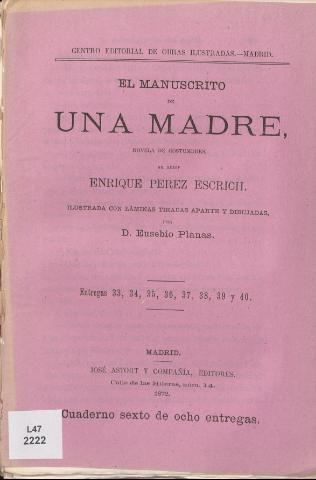 CENTRO EDITORIAL DE OBRAS ILUSTRADAS.—MADRID.
EL MANUSCRITO
DE
UNA MADRE,
NOVELA DE COSTUMBRES
ENRIQUE PEREZ ESCRICH.
ILUSTRADA CON LÁMINAS TIRADAS APARTE Y DIBUJADAS,
POR
D. Eusebio Planas.
Entregas 33, 34, 35, 36, 37, 38, 39 y 40.
MADRID.
JOSÉ ASTORT Y COMPAÑÍA, EDITORES.
Calle de las Hileras, núm. 14.
1872.
Cuaderno sexto de ocho entregas.
L47
2222